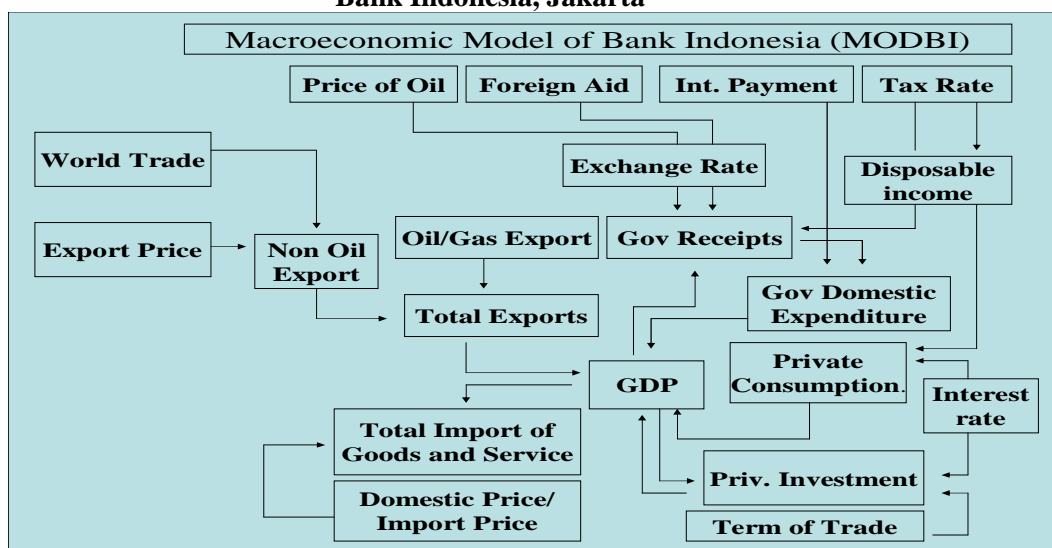 Bank Indonesia, Jakarta
Macroeconomic Model of Bank Indonesia (MODBI)
Price of Oil
Foreign Aid
Int. Payment
Tax Rate
World Trade
Exchange Rate
Disposable
income
Export Price
Non Oil
Export
Oil/Gas Export
Gov Receipts
Total Exports
Gov Domestic
Expenditure
GDP
Private
Consumption.
Interest
rate
Total Import of
Goods and Service
Priv. Investment
Domestic Price/
Import Price
Term of Trade